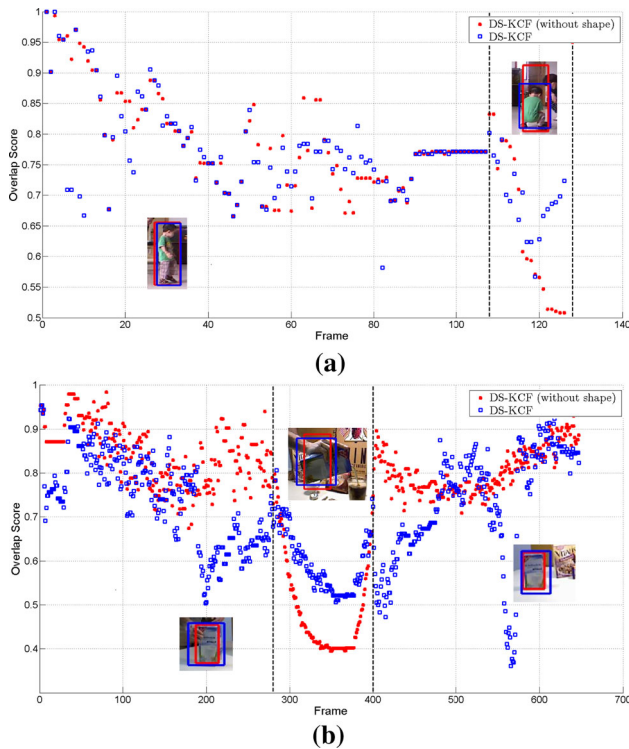 DS-KCF (without shape)
DS-KCF
Overlap Score
1
0.95
0.9
0.85
0.8
0.75
0.7
0.65
0.6
0.55
0.5
0 20 40 60 80 100 120 140
Frame
(a)
DS-KCF (without shape)
DS-KCF
Overlap Score
1
0.9
0.8
0.7
0.6
0.5
0.4
0 100 200 300 400 500 600 700
Frame
(b)